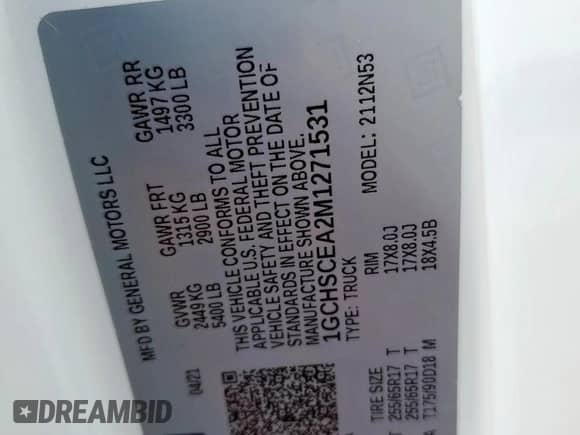 MFD BY GENERAL MOTORS LLC
04/21
GVWR
2449 KG
5400 LB
GAWR FRT
1315 KG
2900 LB
GAWR RR
1497 KG
3300 LB
THIS VEHICLE CONFORMS TO ALL
APPLICABLE U.S. FEDERAL MOTOR
VEHICLE SAFETY AND THEFT PREVENTION
STANDARDS IN EFFECT ON THE DATE OF
MANUFACTURE SHOWN ABOVE.
1GCHSCEA2M1271531
TYPE: TRUCK
MODEL: 2112N53
TIRE SIZE RIM
255/65R17 T 17X8.0J
255/65R17 T 17X8.0J
T175/90D18 M 18X4.5B
DREAMBID